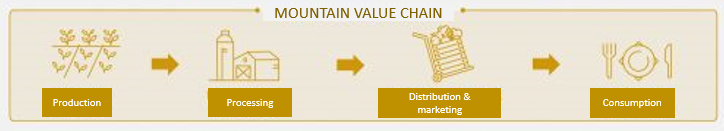 MOUNTAIN VALUE CHAIN
Production
Processing
Distribution &
marketing
Consumption